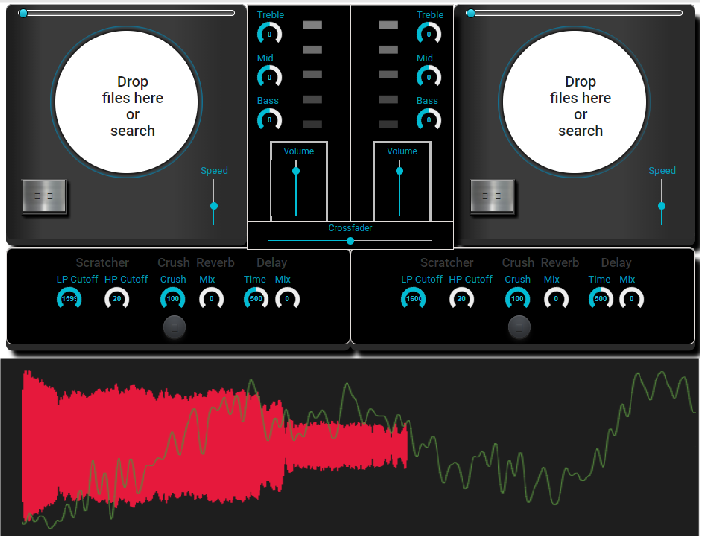 Drop
files here
or
search
Speed
Treble
0
Mid
0
Bass
0
Volume
Treble
0
Mid
0
Bass
0
Volume
Crossfader
Drop
files here
or
search
Speed
Scratcher Crush Reverb Delay
LP Cutoff HP Cutoff Crush Mix Time Mix
20 100 0 500 0
Scratcher Crush Reverb Delay
LP Cutoff HP Cutoff Crush Mix Time Mix
1600 20 100 0 500 0